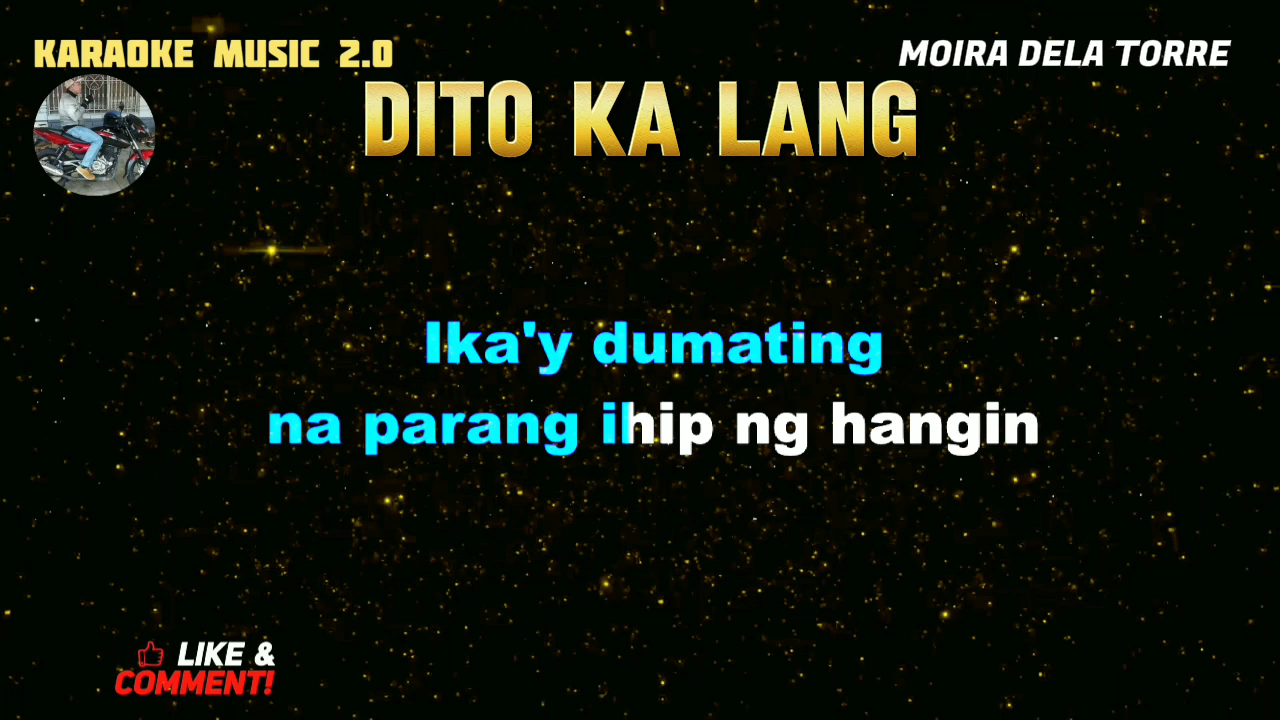 KARAOKE MUSIC 2.0
MOIRA DELA TORRE
DITO KA LANG
Ika'y dumating
na parang ihip ng hangin
LIKE &
COMMENT!